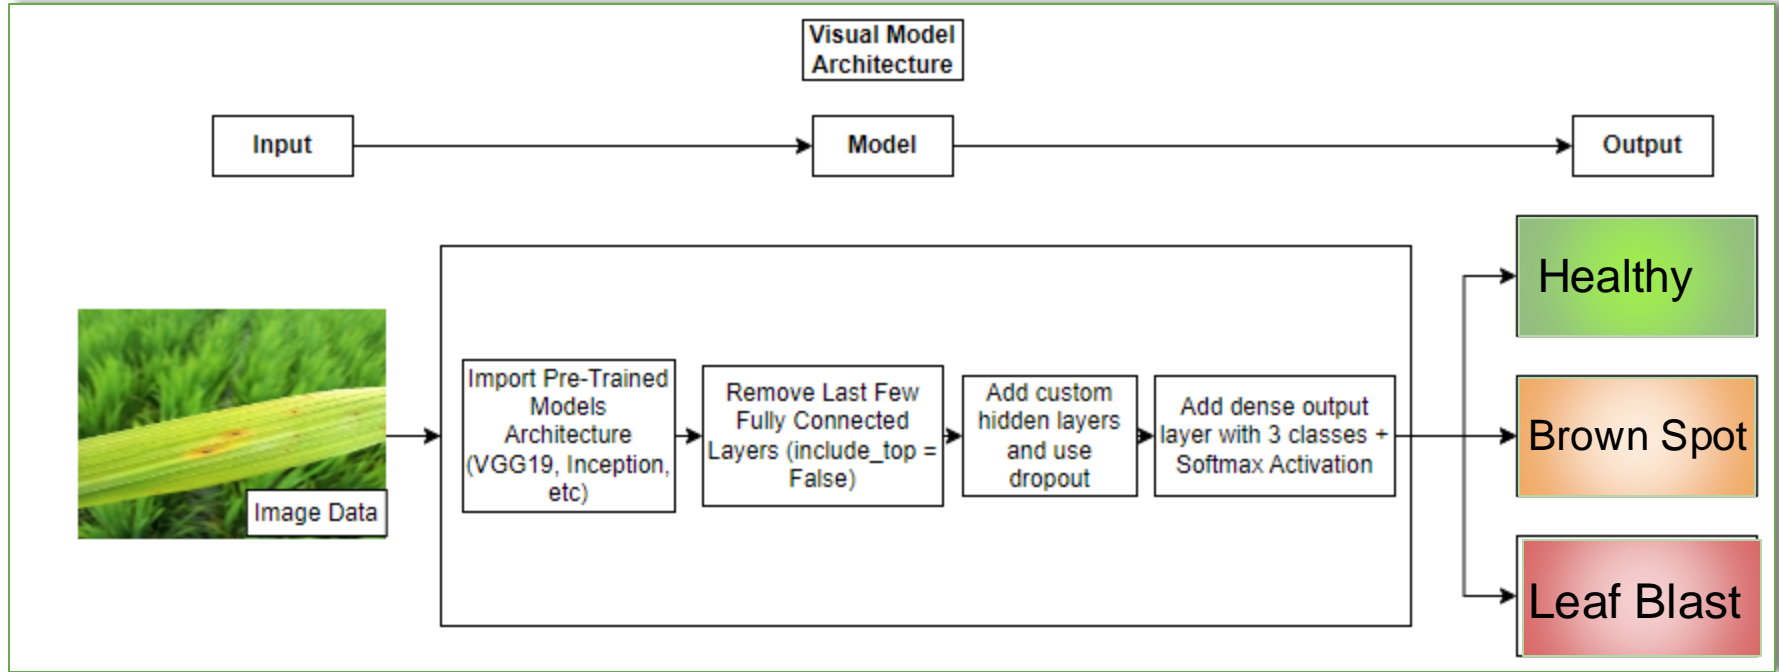 Visual Model
Architecture
Input
Model
Output
Image Data
Import Pre-Trained
Models
Architecture
(VGG19, Inception,
etc)
Remove Last Few
Fully Connected
Layers (include_top =
False)
Add custom
hidden layers
and use
dropout
Add dense output
layer with 3 classes +
Softmax Activation
Healthy
Brown Spot
Leaf Blast